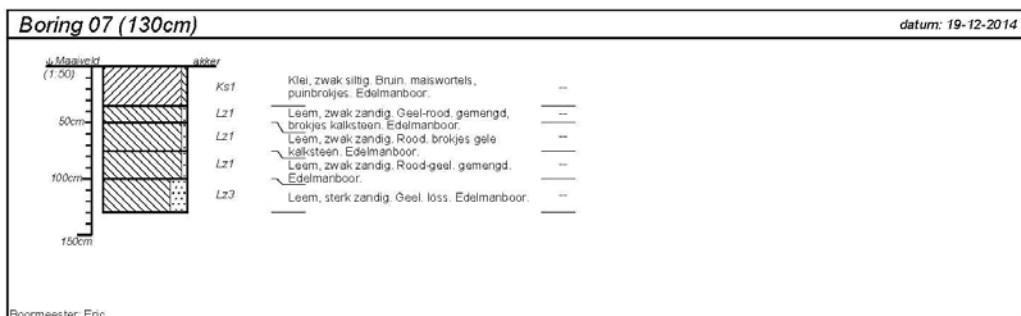 Boring 07 (130cm)
datum: 19-12-2014
Maaiveld
akker
(1:50)
50cm
100cm
150cm
Ks1
Klei, zwak siltig. Bruin. maiswortels,
puinbrokjes. Edelmanboor.
--
Lz1
Leem, zwak zandig. Geel-rood. gemengd,
brokjes kalksteen. Edelmanboor.
--
Lz1
Leem, zwak zandig. Rood. brokjes gele
kalksteen. Edelmanboor.
--
Lz1
Leem, zwak zandig. Rood-geel. gemengd.
Edelmanboor.
--
Lz3
Leem, sterk zandig. Geel. löss. Edelmanboor.
--
Boormeester: Eric